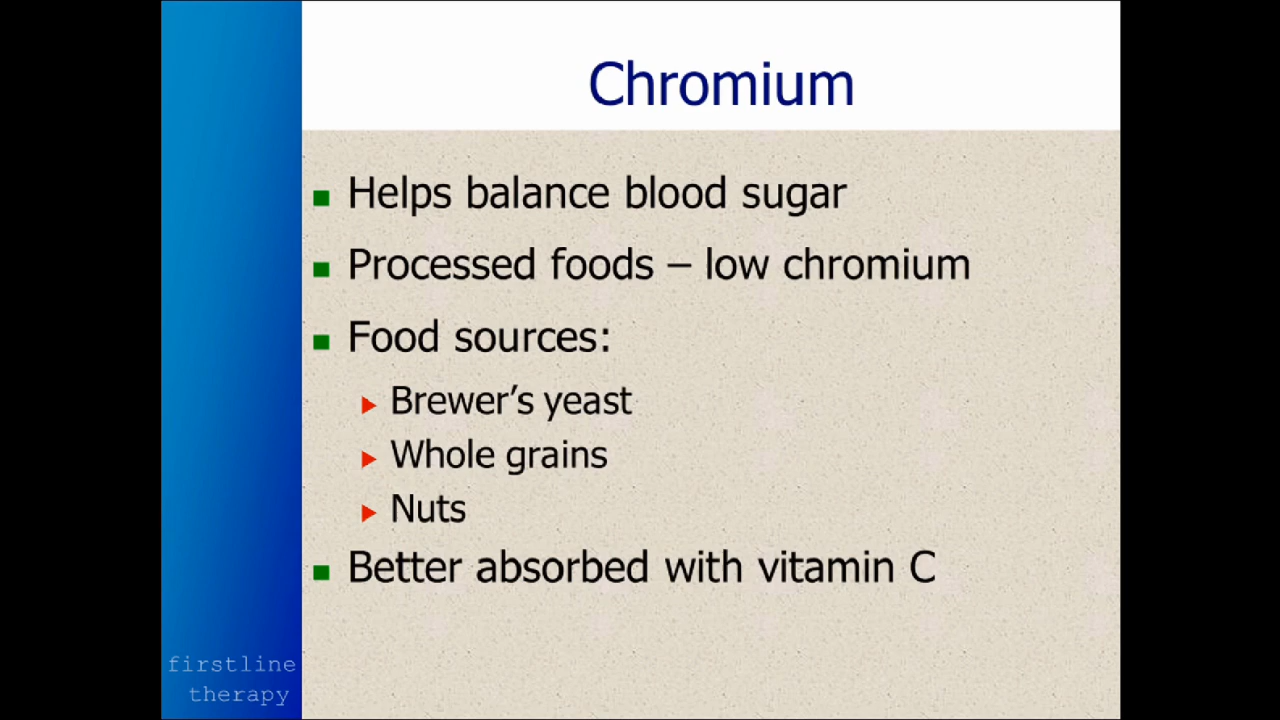 Chromium
Helps balance blood sugar
Processed foods – low chromium
Food sources:
Brewer’s yeast
Whole grains
Nuts
Better absorbed with vitamin C
firstline
therapy